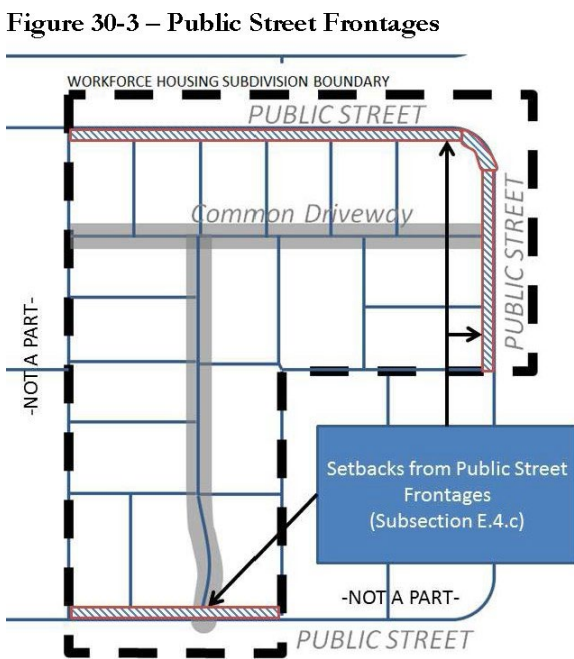 Figure 30-3 – Public Street Frontages
WORKFORCE HOUSING SUBDIVISION BOUNDARY
PUBLIC STREET
Common Driveway
PUBLIC STREET
-NOT A PART-
Setbacks from Public Street
Frontages
(Subsection E.4.c)
-NOT A PART-
PUBLIC STREET